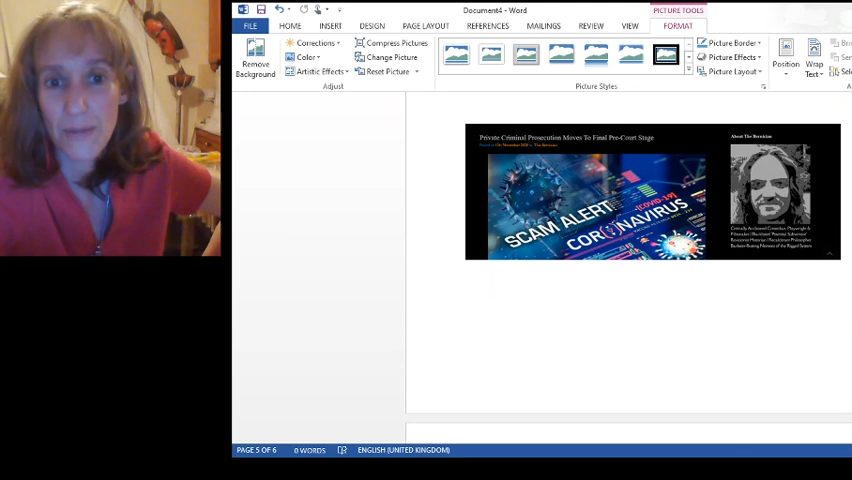 Document4 - Word
PICTURE TOOLS
FILE
HOME
INSERT
DESIGN
PAGE LAYOUT
REFERENCES
MAILINGS
REVIEW
VIEW
FORMAT
Remove
Background
Corrections
Color
Artistic Effects
Compress Pictures
Change Picture
Reset Picture
Adjust
Picture Styles
Picture Border
Picture Effects
Picture Layout
Position
Wrap
Text
Private Criminal Prosecution Moves To Final Pre-Court Stage
SCAM ALERT
[COVID-19]
CORONAVIRUS
About The Bernician
PAGE 5 OF 6
0 WORDS
ENGLISH (UNITED KINGDOM)